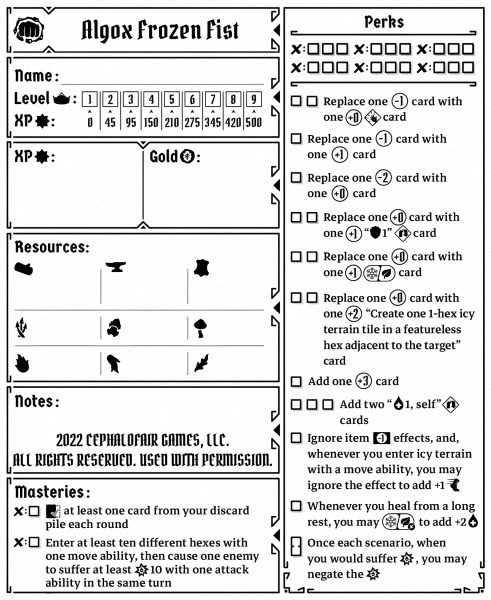 Algox Frozen Fist
Name:
Level : 1 2 3 4 5 6 7 8 9
XP : 0 45 95 150 210 275 345 420 500
XP :
Gold :
Resources:
Notes:
2022 CEPHALOFAIR GAMES, LLC.
ALL RIGHTS RESERVED. USED WITH PERMISSION.
Masteries:
at least one card from your discard
pile each round
Enter at least ten different hexes with
one move ability, then cause one enemy
to suffer at least 10 with one attack
ability in the same turn
Perks
Replace one -1 card with
one +0 card
Replace one -1 card with
one +1 card
Replace one -2 card with
one +0 card
Replace one +0 card with
one +1 “ 1” card
Replace one +0 card with
one +1 card
Replace one +0 card with
one +2 “Create one 1-hex icy
terrain tile in a featureless
hex adjacent to the target”
card
Add one +3 card
Add two “ 1, self”
cards
Ignore item -1 effects, and,
whenever you enter icy terrain
with a move ability, you may
ignore the effect to add +1
Whenever you heal from a long
rest, you may to add +2
Once each scenario, when
you would suffer , you may
negate the